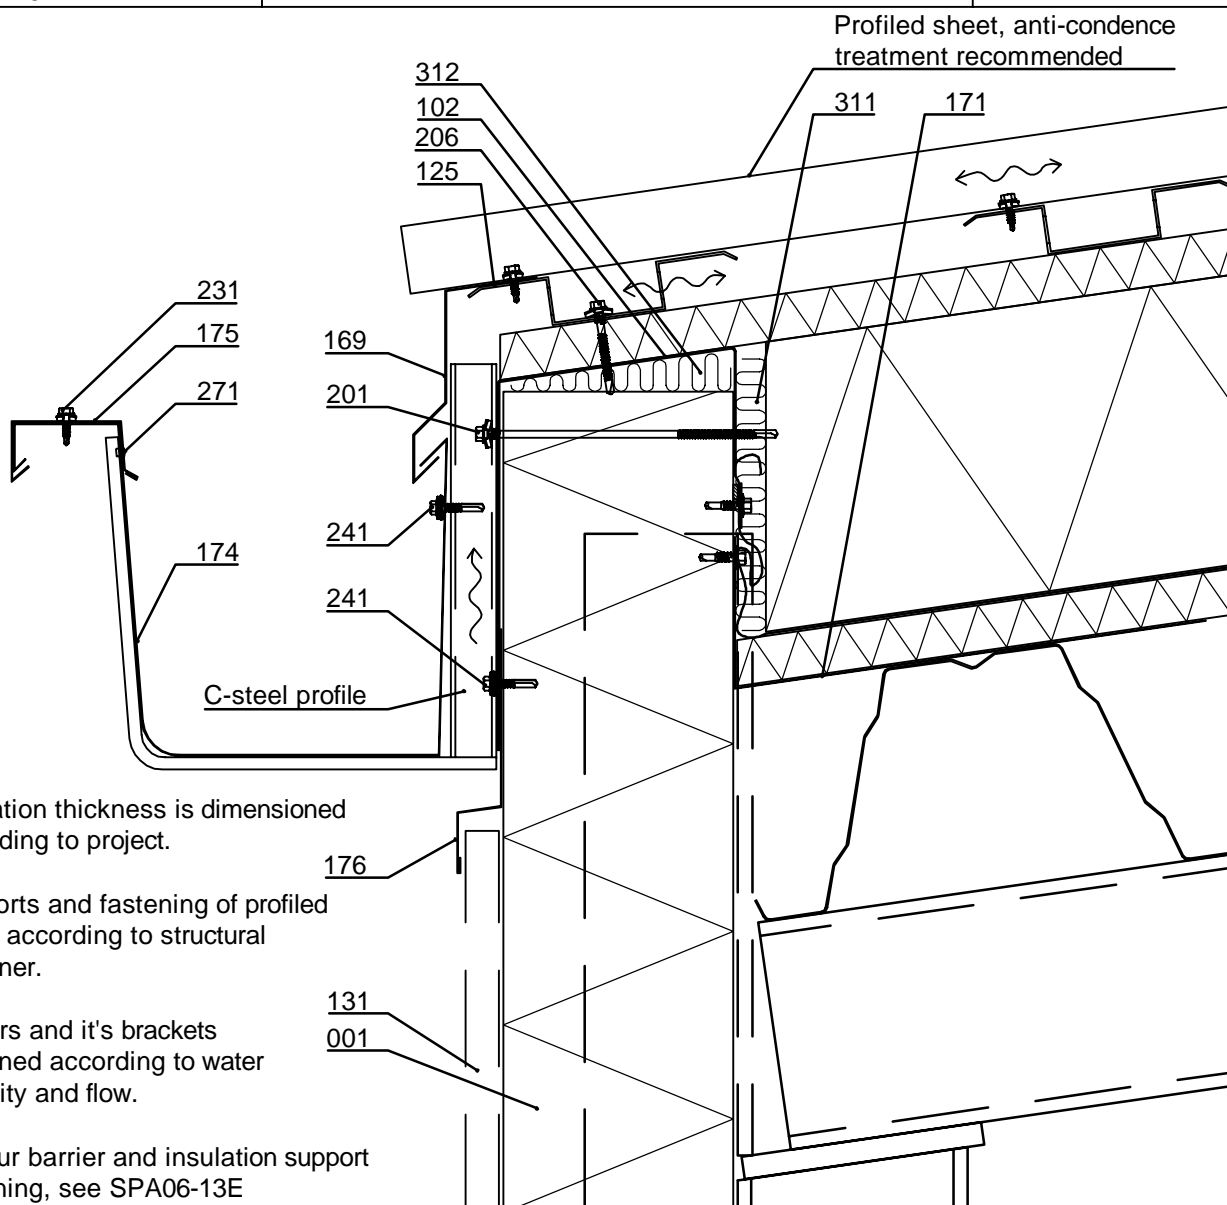 Profiled sheet, anti-condence
treatment recommended
312
102
206
125
311
171
231
175
271
169
201
241
174
241
C-steel profile
ation thickness is dimensioned
ding to project.
176
orts and fastening of profiled
according to structural
ner.
131
001
rs and it's brackets
ned according to water
ity and flow.
ur barrier and insulation support
ning, see SPA06-13E